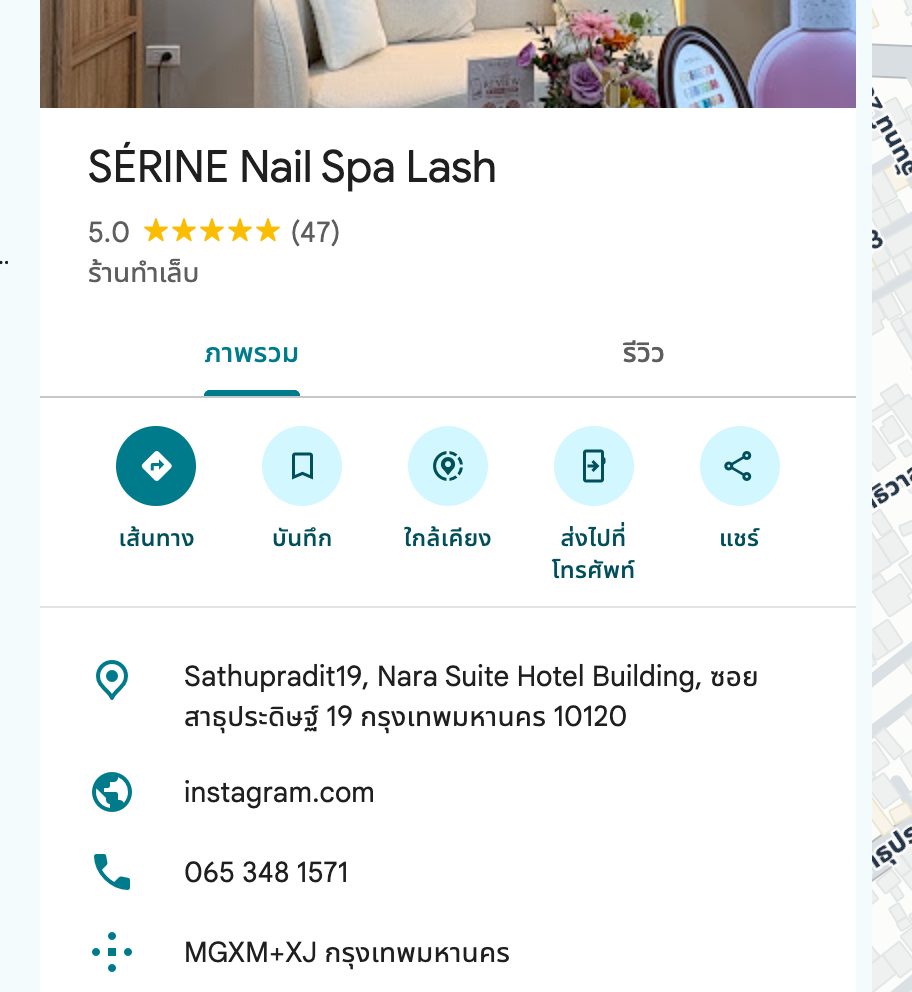 REVIEW
SÉRINE Nail Spa Lash
5.0 ★★★★★ (47)
ร้านทำเล็บ
ภาพรวม รีวิว
เส้นทาง บันทึก ใกล้เคียง ส่งไปที่โทรศัพท์ แชร์
Sathupradit19, Nara Suite Hotel Building, ซอย
สาธุประดิษฐ์ 19 กรุงเทพมหานคร 10120
instagram.com
065 348 1571
MGXM+XJ กรุงเทพมหานคร